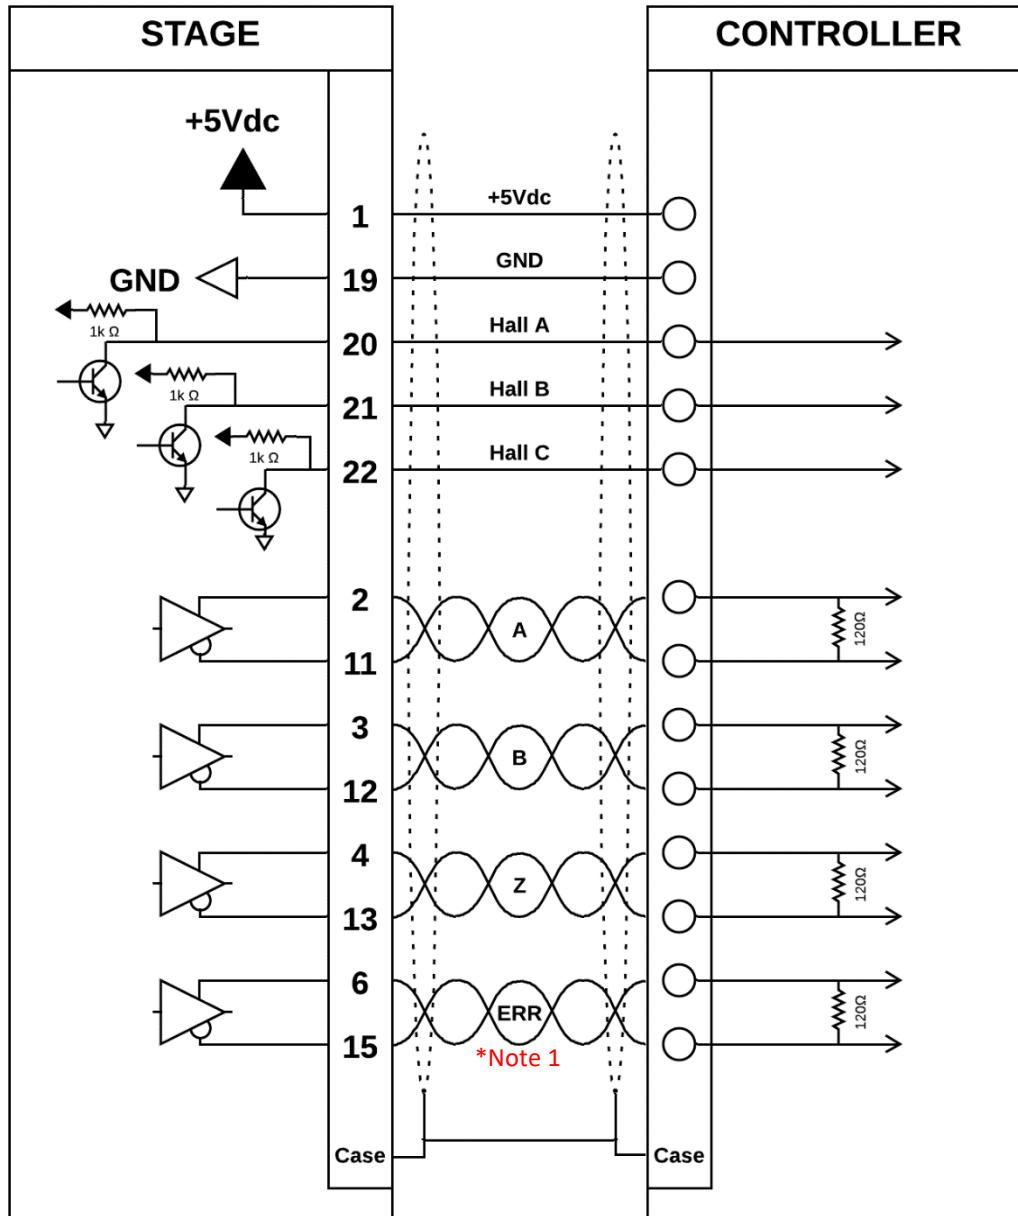 STAGE
CONTROLLER
+5Vdc
1
+5Vdc
GND
19
GND
1k Ω
20
Hall A
1k Ω
21
Hall B
1k Ω
22
Hall C
2
11
A
120Ω
3
12
B
120Ω
4
13
Z
120Ω
6
15
ERR
*Note 1
120Ω
Case
Case